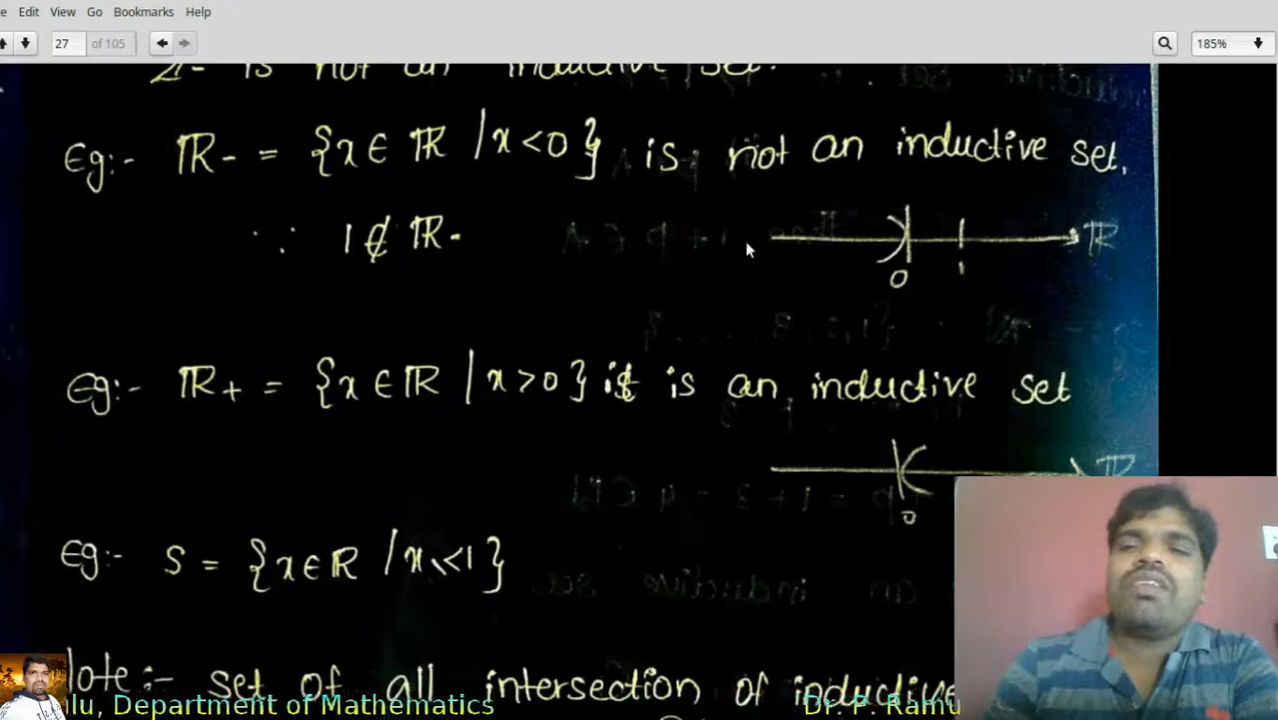 e Edit View Go Bookmarks Help
27 of 105 185%
Z- is not an inductive set.
Eg:- ℝ- = {x ∈ ℝ / x < 0} is not an inductive set.
∵ 1 ∉ ℝ-
ℝ
0 1
Eg:- ℝ+ = {x ∈ ℝ / x > 0} it is an inductive set
0
Eg:- S = {x ∈ ℝ / x ≤ 1}
Note:- set of all intersection of inductive
lu, Department of Mathematics Dr. P. Ramu